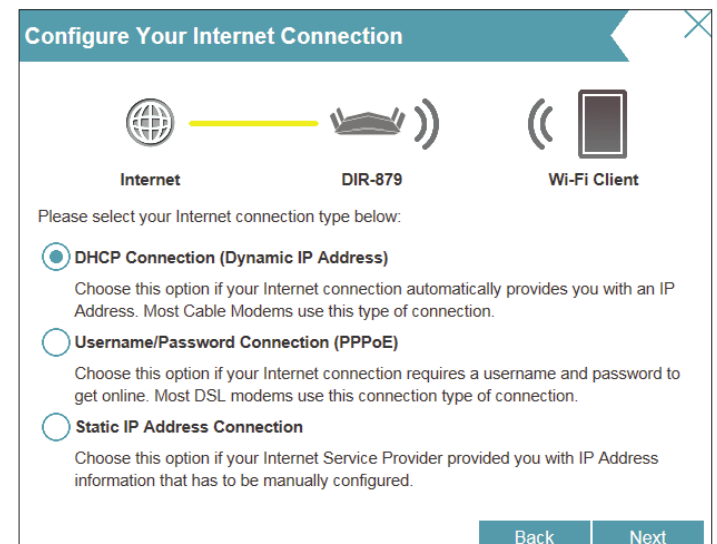 Configure Your Internet Connection
Internet
DIR-879
Wi-Fi Client
Please select your Internet connection type below:
DHCP Connection (Dynamic IP Address)
Choose this option if your Internet connection automatically provides you with an IP
Address. Most Cable Modems use this type of connection.
Username/Password Connection (PPPoE)
Choose this option if your Internet connection requires a username and password to
get online. Most DSL modems use this connection type of connection.
Static IP Address Connection
Choose this option if your Internet Service Provider provided you with IP Address
information that has to be manually configured.
Back
Next